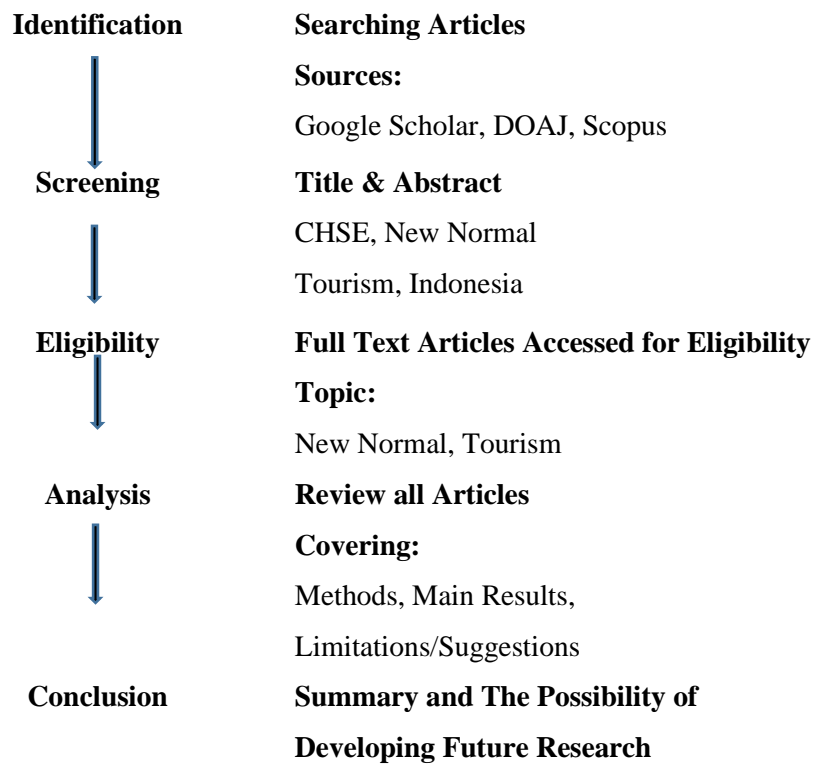 Identification Searching Articles
Sources:
Google Scholar, DOAJ, Scopus
Screening Title & Abstract
CHSE, New Normal
Tourism, Indonesia
Eligibility Full Text Articles Accessed for Eligibility
Topic:
New Normal, Tourism
Analysis Review all Articles
Covering:
Methods, Main Results,
Limitations/Suggestions
Conclusion Summary and The Possibility of
Developing Future Research